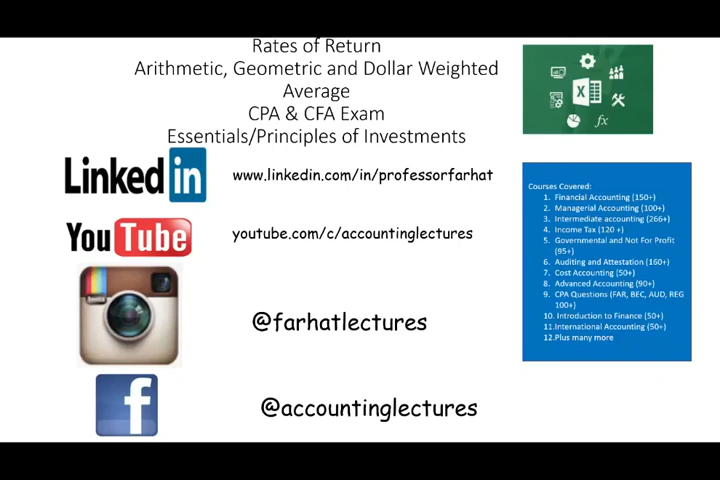 Rates of Return
Arithmetic, Geometric and Dollar Weighted
Average
CPA & CFA Exam
Essentials/Principles of Investments
Linked in
www.linkedin.com/in/professorfarhat
YouTube
youtube.com/c/accountinglectures
@farhatlectures
f
@accountinglectures
X
fx
Courses Covered:
1. Financial Accounting (150+)
2. Managerial Accounting (100+)
3. Intermediate accounting (266+)
4. Income Tax (120 +)
5. Governmental and Not For Profit
(95+)
6. Auditing and Attestation (160+)
7. Cost Accounting (50+)
8. Advanced Accounting (90+)
9. CPA Questions (FAR, BEC, AUD, REG
100+)
10. Introduction to Finance (50+)
11.International Accounting (50+)
12.Plus many more